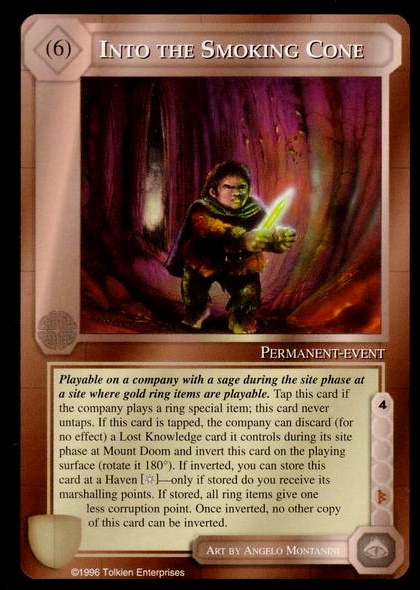 (6)
INTO THE SMOKING CONE
PERMANENT-EVENT
Playable on a company with a sage during the site phase at
a site where gold ring items are playable. Tap this card if
the company plays a ring special item; this card never
untaps. If this card is tapped, the company can discard (for
no effect) a Lost Knowledge card it controls during its site
phase at Mount Doom and invert this card on the playing
surface (rotate it 180°). If inverted, you can store this
card at a Haven [☼]—only if stored do you receive its
marshalling points. If stored, all ring items give one
less corruption point. Once inverted, no other copy
of this card can be inverted.
4
ART BY ANGELO MONTANINI
©1996 Tolkien Enterprises